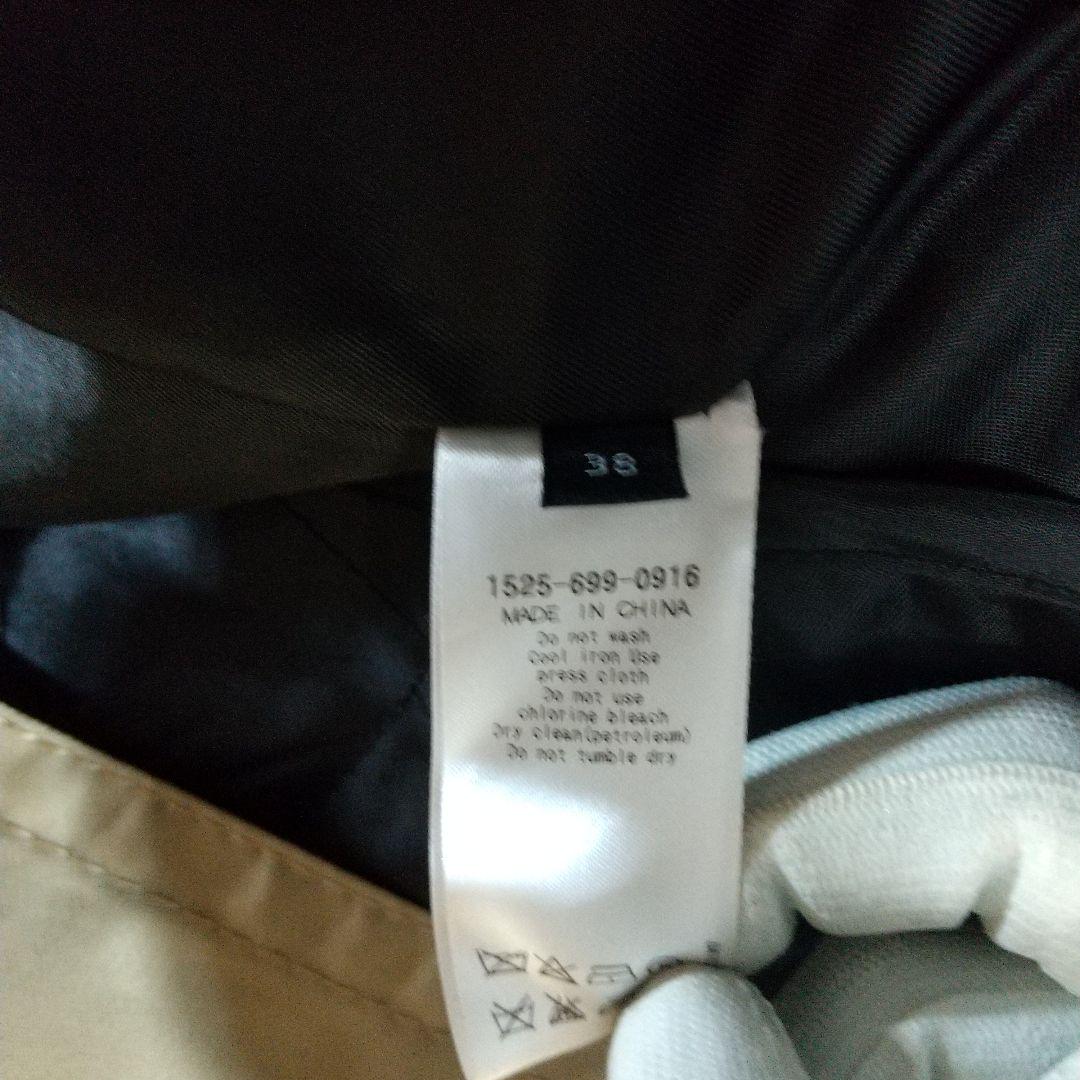 38
1525-699-0916
MADE IN CHINA
Do not wash
Cool iron Use
press cloth
Do not use
chlorine bleach
Dry clean(petroleum)
Do not tumble dry